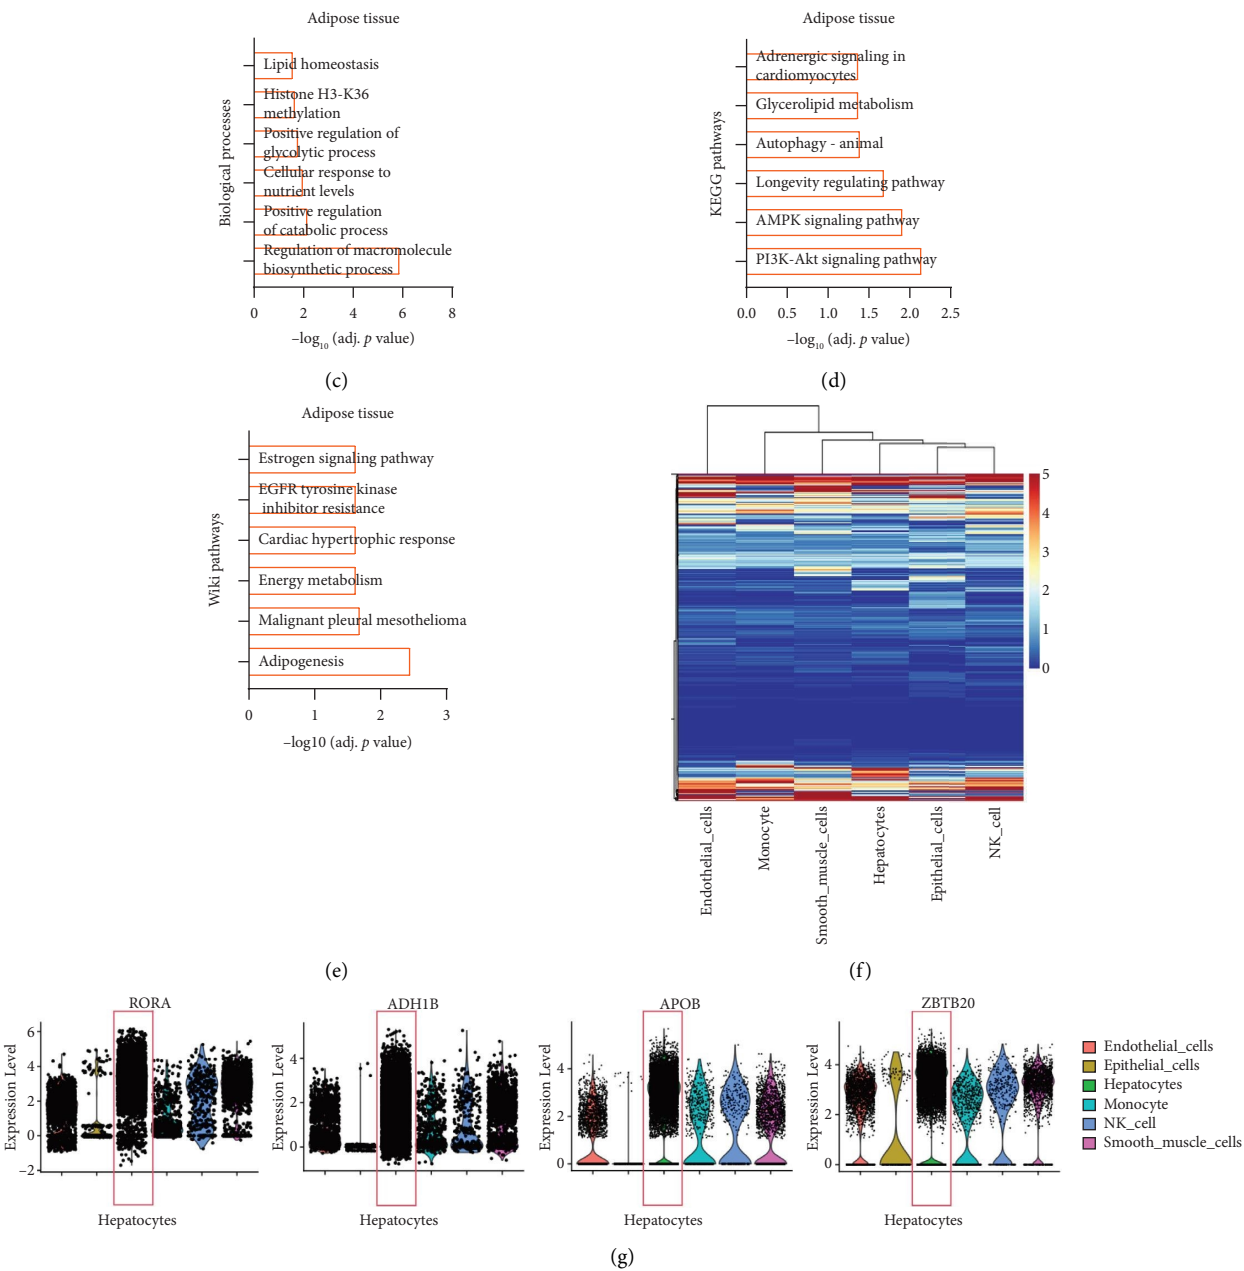 Adipose tissue
Biological processes
Lipid homeostasis
Histone H3-K36
methylation
Positive regulation of
glycolytic process
Cellular response to
nutrient levels
Positive regulation
of catabolic process
Regulation of macromolecule
biosynthetic process
0 2 4 6 8
–log10 (adj. p value)
(c)
Adipose tissue
KEGG pathways
Adrenergic signaling in
cardiomyocytes
Glycerolipid metabolism
Autophagy - animal
Longevity regulating pathway
AMPK signaling pathway
PI3K-Akt signaling pathway
0.0 0.5 1.0 1.5 2.0 2.5
–log10 (adj. p value)
(d)
Adipose tissue
Wiki pathways
Estrogen signaling pathway
EGFR tyrosine kinase
inhibitor resistance
Cardiac hypertrophic response
Energy metabolism
Malignant pleural mesothelioma
Adipogenesis
0 1 2 3
–log10 (adj. p value)
(e)
5
4
3
2
1
0
Endothelial_cells
Monocyte
Smooth_muscle_cells
Hepatocytes
Epithelial_cells
NK_cell
(f)
RORA
Expression Level
6
4
2
0
–2
Hepatocytes
ADH1B
Expression Level
4
2
0
Hepatocytes
APOB
Expression Level
4
2
0
Hepatocytes
ZBTB20
Expression Level
4
2
0
Hepatocytes
Endothelial_cells
Epithelial_cells
Hepatocytes
Monocyte
NK_cell
Smooth_muscle_cells
(g)